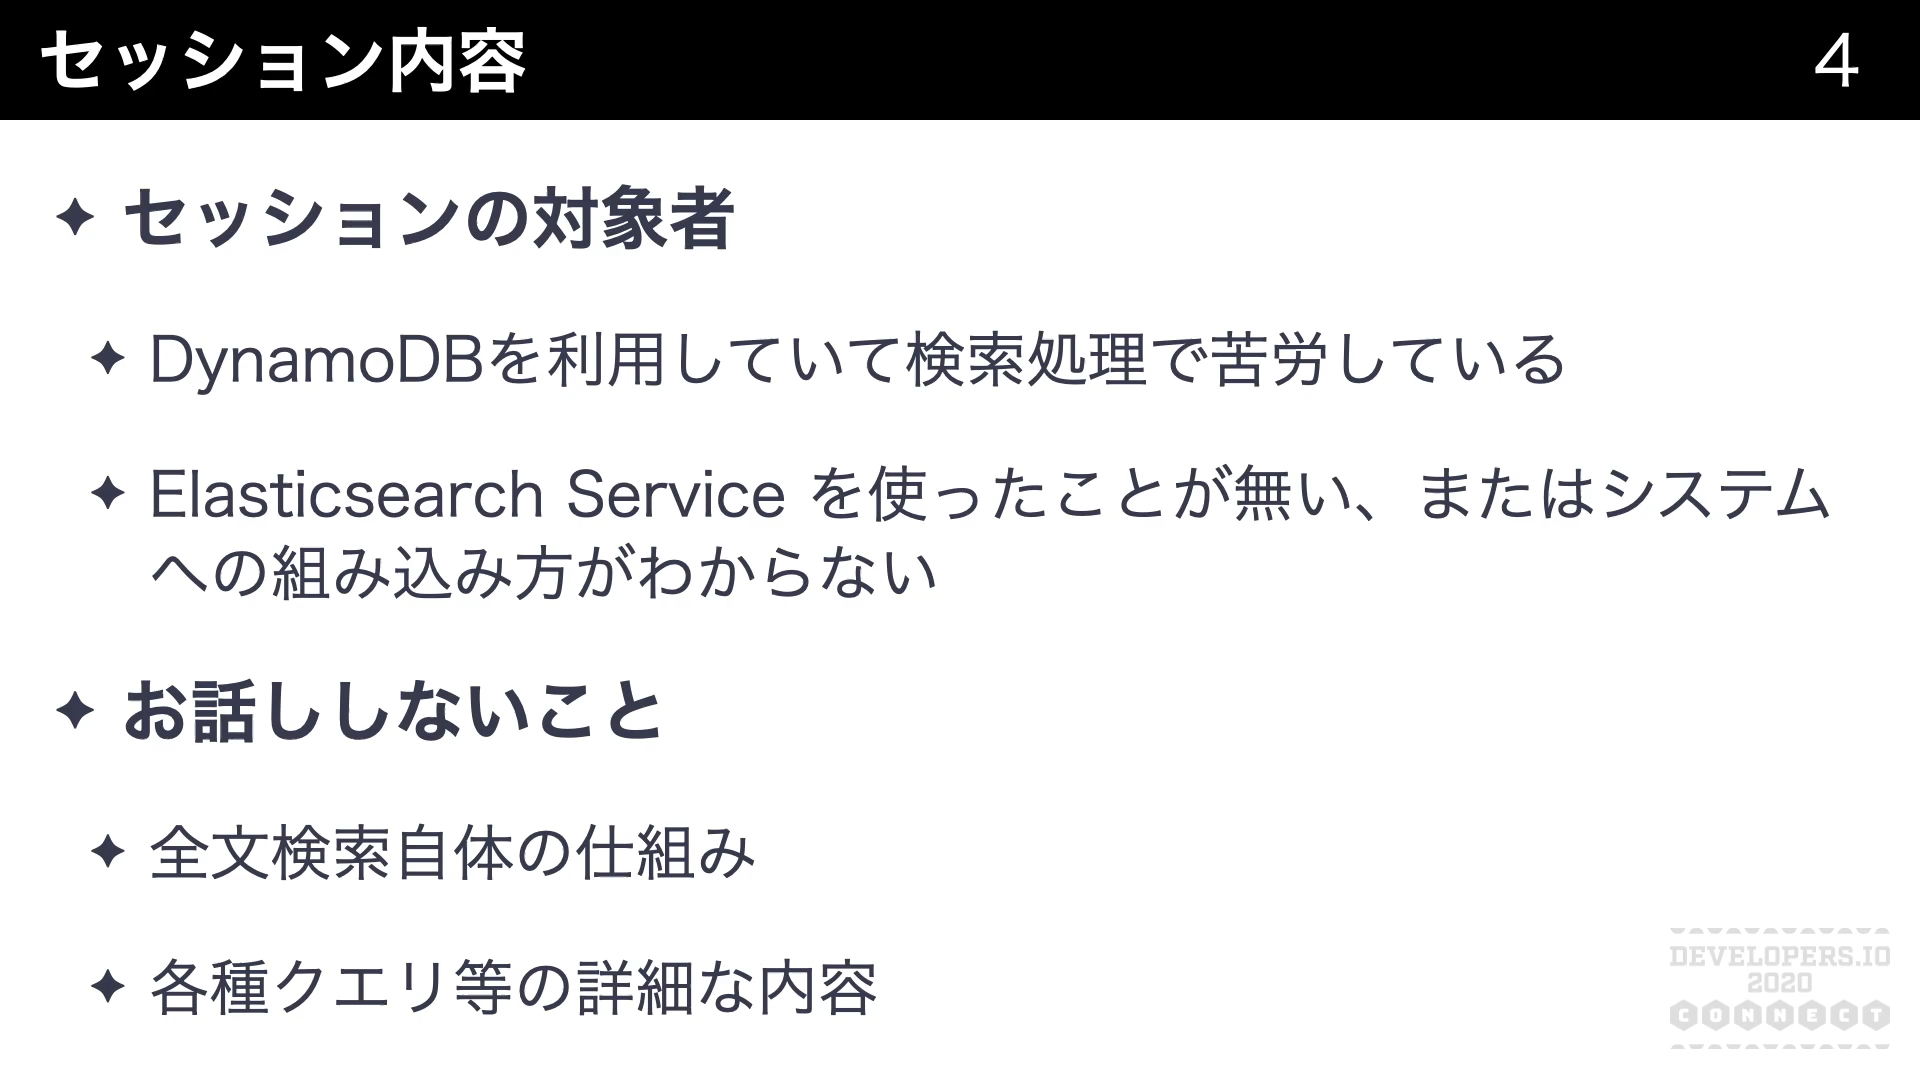 セッション内容
4
セッションの対象者
DynamoDBを利用していて検索処理で苦労している
Elasticsearch Service を使ったことが無い、またはシステム
への組み込み方がわからない
お話ししないこと
全文検索自体の仕組み
各種クエリ等の詳細な内容
DEVELOPERS.IO
2020
CONNECT